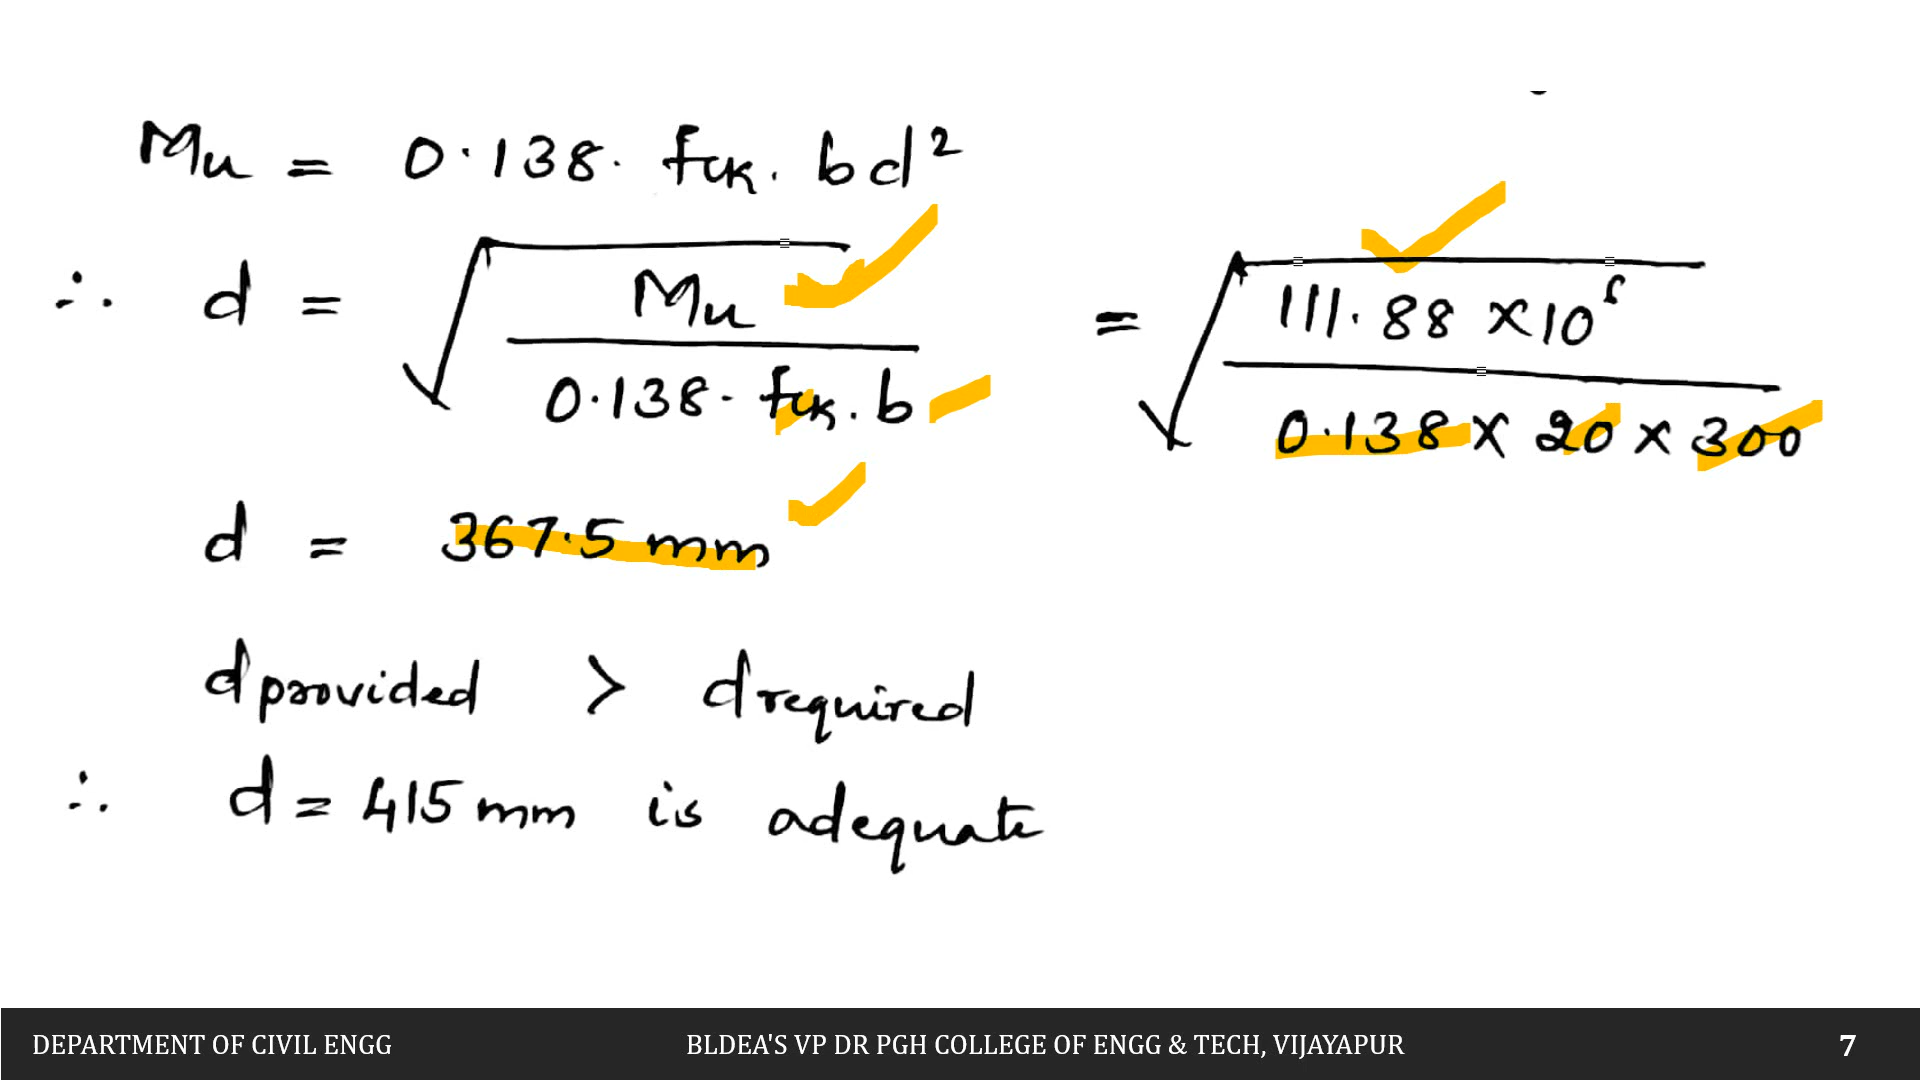 Mu = 0.138. fck. bd²
∴ d = √(Mu / 0.138. fck. b) = √(111.88 × 10⁶ / 0.138 × 20 × 300)
d = 367.5 mm
dprovided > drequired
∴ d = 415 mm is adequate
DEPARTMENT OF CIVIL ENGG BLDEA'S VP DR PGH COLLEGE OF ENGG & TECH, VIJAYAPUR 7